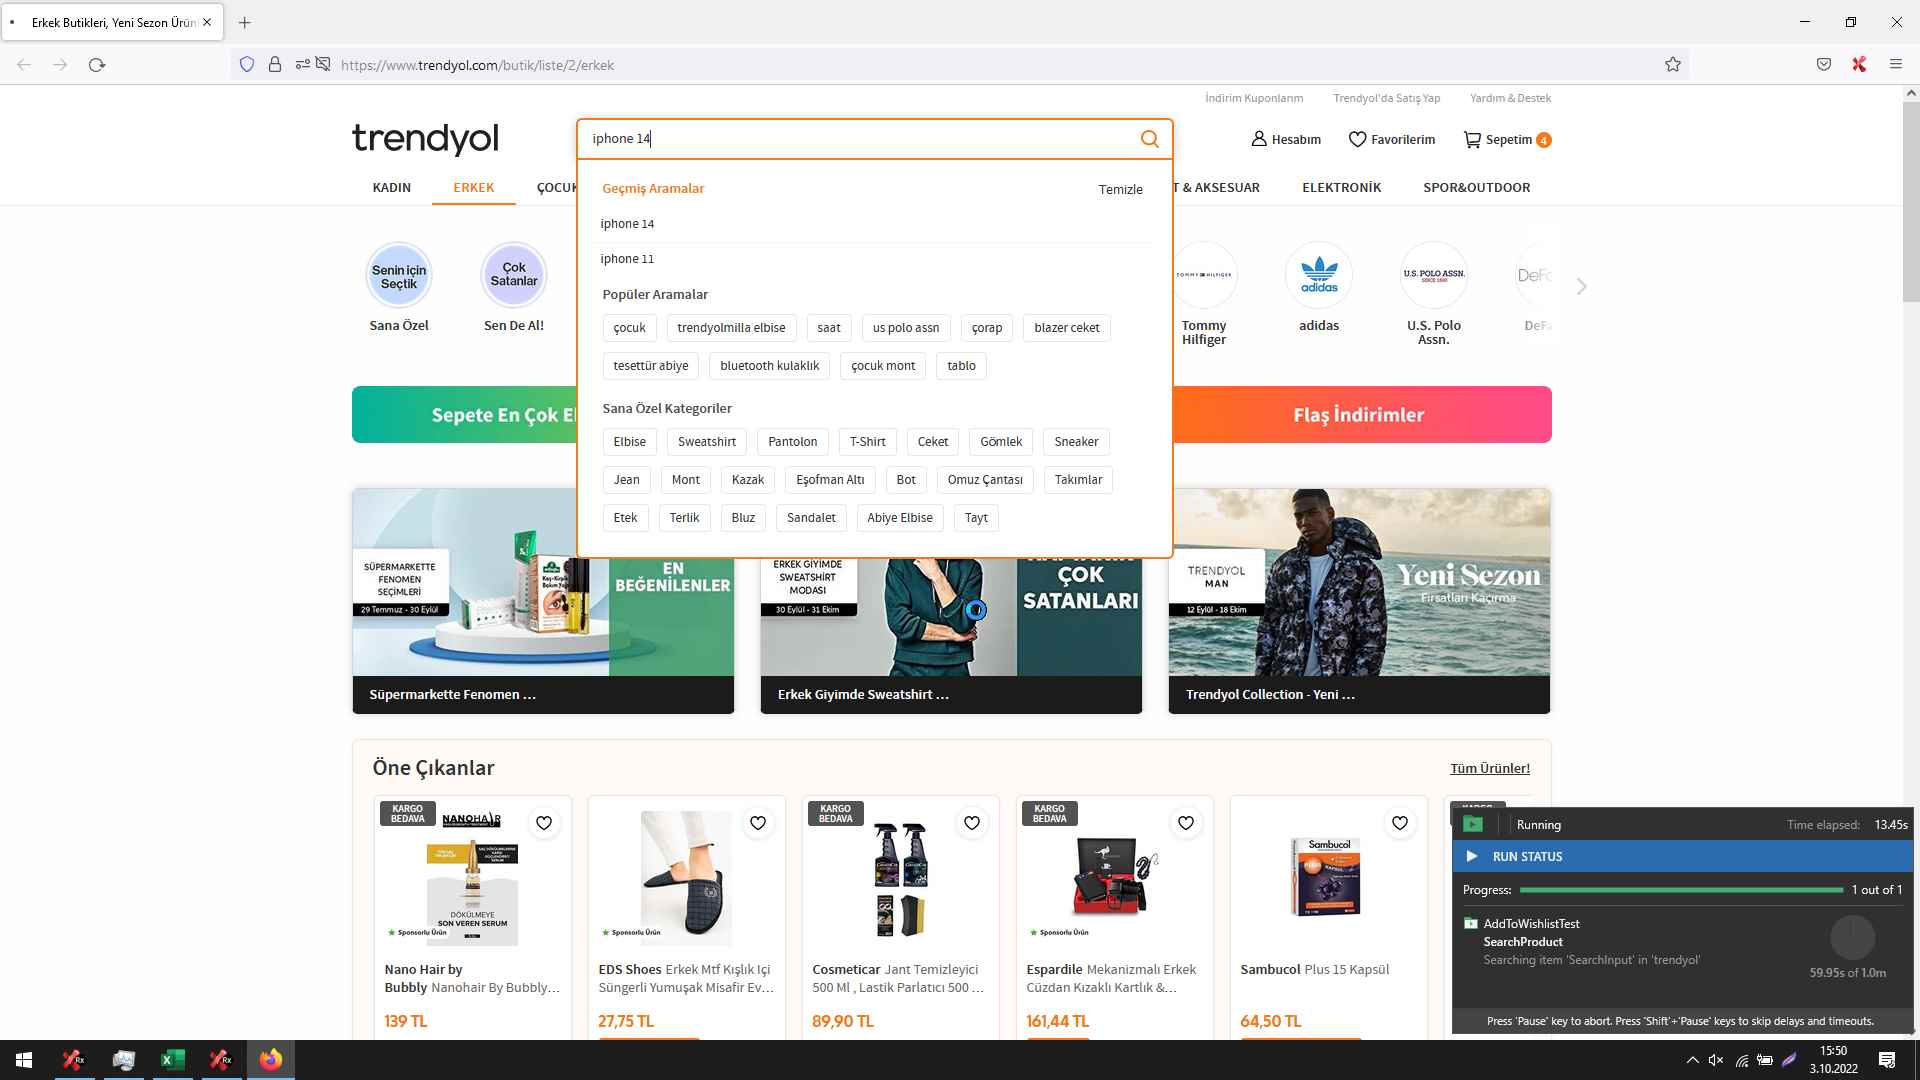 Erkek Butikleri, Yeni Sezon Ürün
https://www.trendyol.com/butik/liste/2/erkek
İndirim Kuponlarım
Trendyol'da Satış Yap
Yardım & Destek
trendyol
iphone 14
Hesabım
Favorilerim
Sepetim 4
KADIN
ERKEK
ÇOCUK
T & AKSESUAR
ELEKTRONİK
SPOR&OUTDOOR
Geçmiş Aramalar
Temizle
iphone 14
iphone 11
Popüler Aramalar
çocuk
trendyolmilla elbise
saat
us polo assn
çorap
blazer ceket
tesettür abiye
bluetooth kulaklık
çocuk mont
tablo
Sana Özel Kategoriler
Elbise
Sweatshirt
Pantolon
T-Shirt
Ceket
Gömlek
Sneaker
Jean
Mont
Kazak
Eşofman Altı
Bot
Omuz Çantası
Takımlar
Etek
Terlik
Bluz
Sandalet
Abiye Elbise
Tayt
Senin için
Seçtik
Sana Özel
Çok
Satanlar
Sen De Al!
TOMMY HILFIGER
Tommy
Hilfiger
adidas
adidas
U.S. POLO ASSN.
SINCE 1890
U.S. Polo
Assn.
DeFa
DeFa
Sepete En Çok El
Flaş İndirimler
SÜPERMARKETTE
FENOMEN
SEÇİMLERİ
29 Temmuz - 30 Eylül
EN
BEĞENİLENLER
Süpermarkette Fenomen ...
ERKEK GİYİMDE
SWEATSHIRT
MODASI
30 Eylül - 31 Ekim
ÇOK
SATANLARI
Erkek Giyimde Sweatshirt ...
TRENDYOL
MAN
12 Eylül - 18 Ekim
Yeni Sezon
Fırsatları Kaçırma
Trendyol Collection - Yeni ...
Öne Çıkanlar
Tüm Ürünler!
KARGO
BEDAVA
NANOHAIR
DÖKÜLMEYE
SON VEREN SERUM
Sponsorlu Ürün
Nano Hair by
Bubbly Nanohair By Bubbly...
139 TL
Sponsorlu Ürün
EDS Shoes Erkek Mtf Kışlık Içi
Süngerli Yumuşak Misafir Ev...
27,75 TL
KARGO
BEDAVA
Cosmeticar Jant Temizleyici
500 Ml , Lastik Parlatıcı 500 ...
89,90 TL
KARGO
BEDAVA
Sponsorlu Ürün
Espardile Mekanizmalı Erkek
Cüzdan Kızaklı Kartlık &...
161,44 TL
Sambucol
PLUS
Sambucol Plus 15 Kapsül
64,50 TL
Running
Time elapsed: 13.45s
RUN STATUS
Progress:
1 out of 1
AddToWishlistTest
SearchProduct
Searching item 'SearchInput' in 'trendyol'
59.95s of 1.0m
Press 'Pause' key to abort. Press 'Shift'+'Pause' keys to skip delays and timeouts.
15:50
3.10.2022